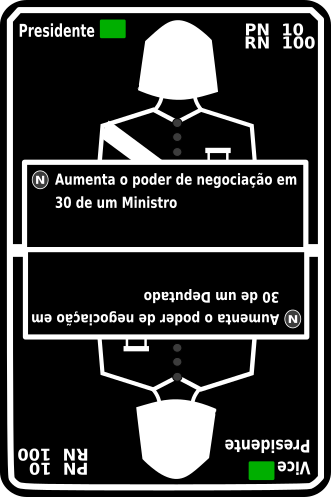 Presidente
PN 10
RN 100
N Aumenta o poder de negociação em
30 de um Ministro
N Aumenta o poder de negociação em
30 de um Deputado
Vice
Presidente
PN 10
RN 100